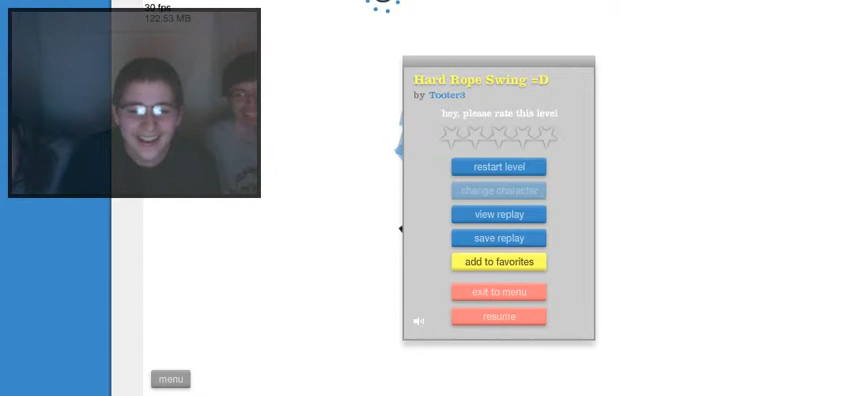 30 fps
122.53 MB
Hard Rope Swing =D
by Tooter3
hey, please rate this level
restart level
change character
view replay
save replay
add to favorites
exit to menu
resume
menu